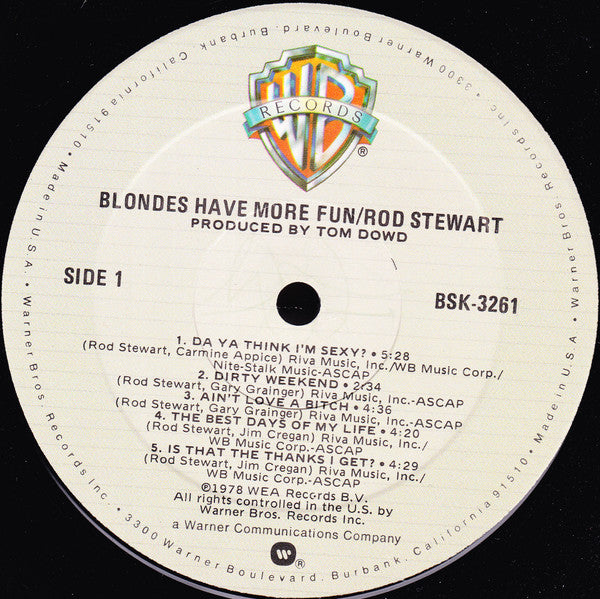 WB
RECORDS
®
BLONDES HAVE MORE FUN/ROD STEWART
PRODUCED BY TOM DOWD
SIDE 1
BSK-3261
1. DA YA THINK I'M SEXY? • 5:28
(Rod Stewart, Carmine Appice) Riva Music, Inc./WB Music Corp./
Nite-Stalk Music-ASCAP
2. DIRTY WEEKEND • 2:34
(Rod Stewart, Gary Grainger) Riva Music, Inc.-ASCAP
3. AIN'T LOVE A BITCH • 4:36
(Rod Stewart, Gary Grainger) Riva Music, Inc.-ASCAP
4. THE BEST DAYS OF MY LIFE • 4:20
(Rod Stewart, Jim Cregan) Riva Music, Inc./
WB Music Corp.-ASCAP
5. IS THAT THE THANKS I GET? • 4:29
(Rod Stewart, Jim Cregan) Riva Music, Inc./
WB Music Corp.-ASCAP
℗1978 WEA Records B.V.
All rights controlled in the U.S. by
Warner Bros. Records Inc.
a Warner Communications Company
®
Made in U.S.A. • Warner Bros. Records Inc. • 3300 Warner Boulevard, Burbank, California 91510 • Made in U.S.A. • Warner Bros. Records Inc. • 3300 Warner Boulevard, Burbank, California 91510 •